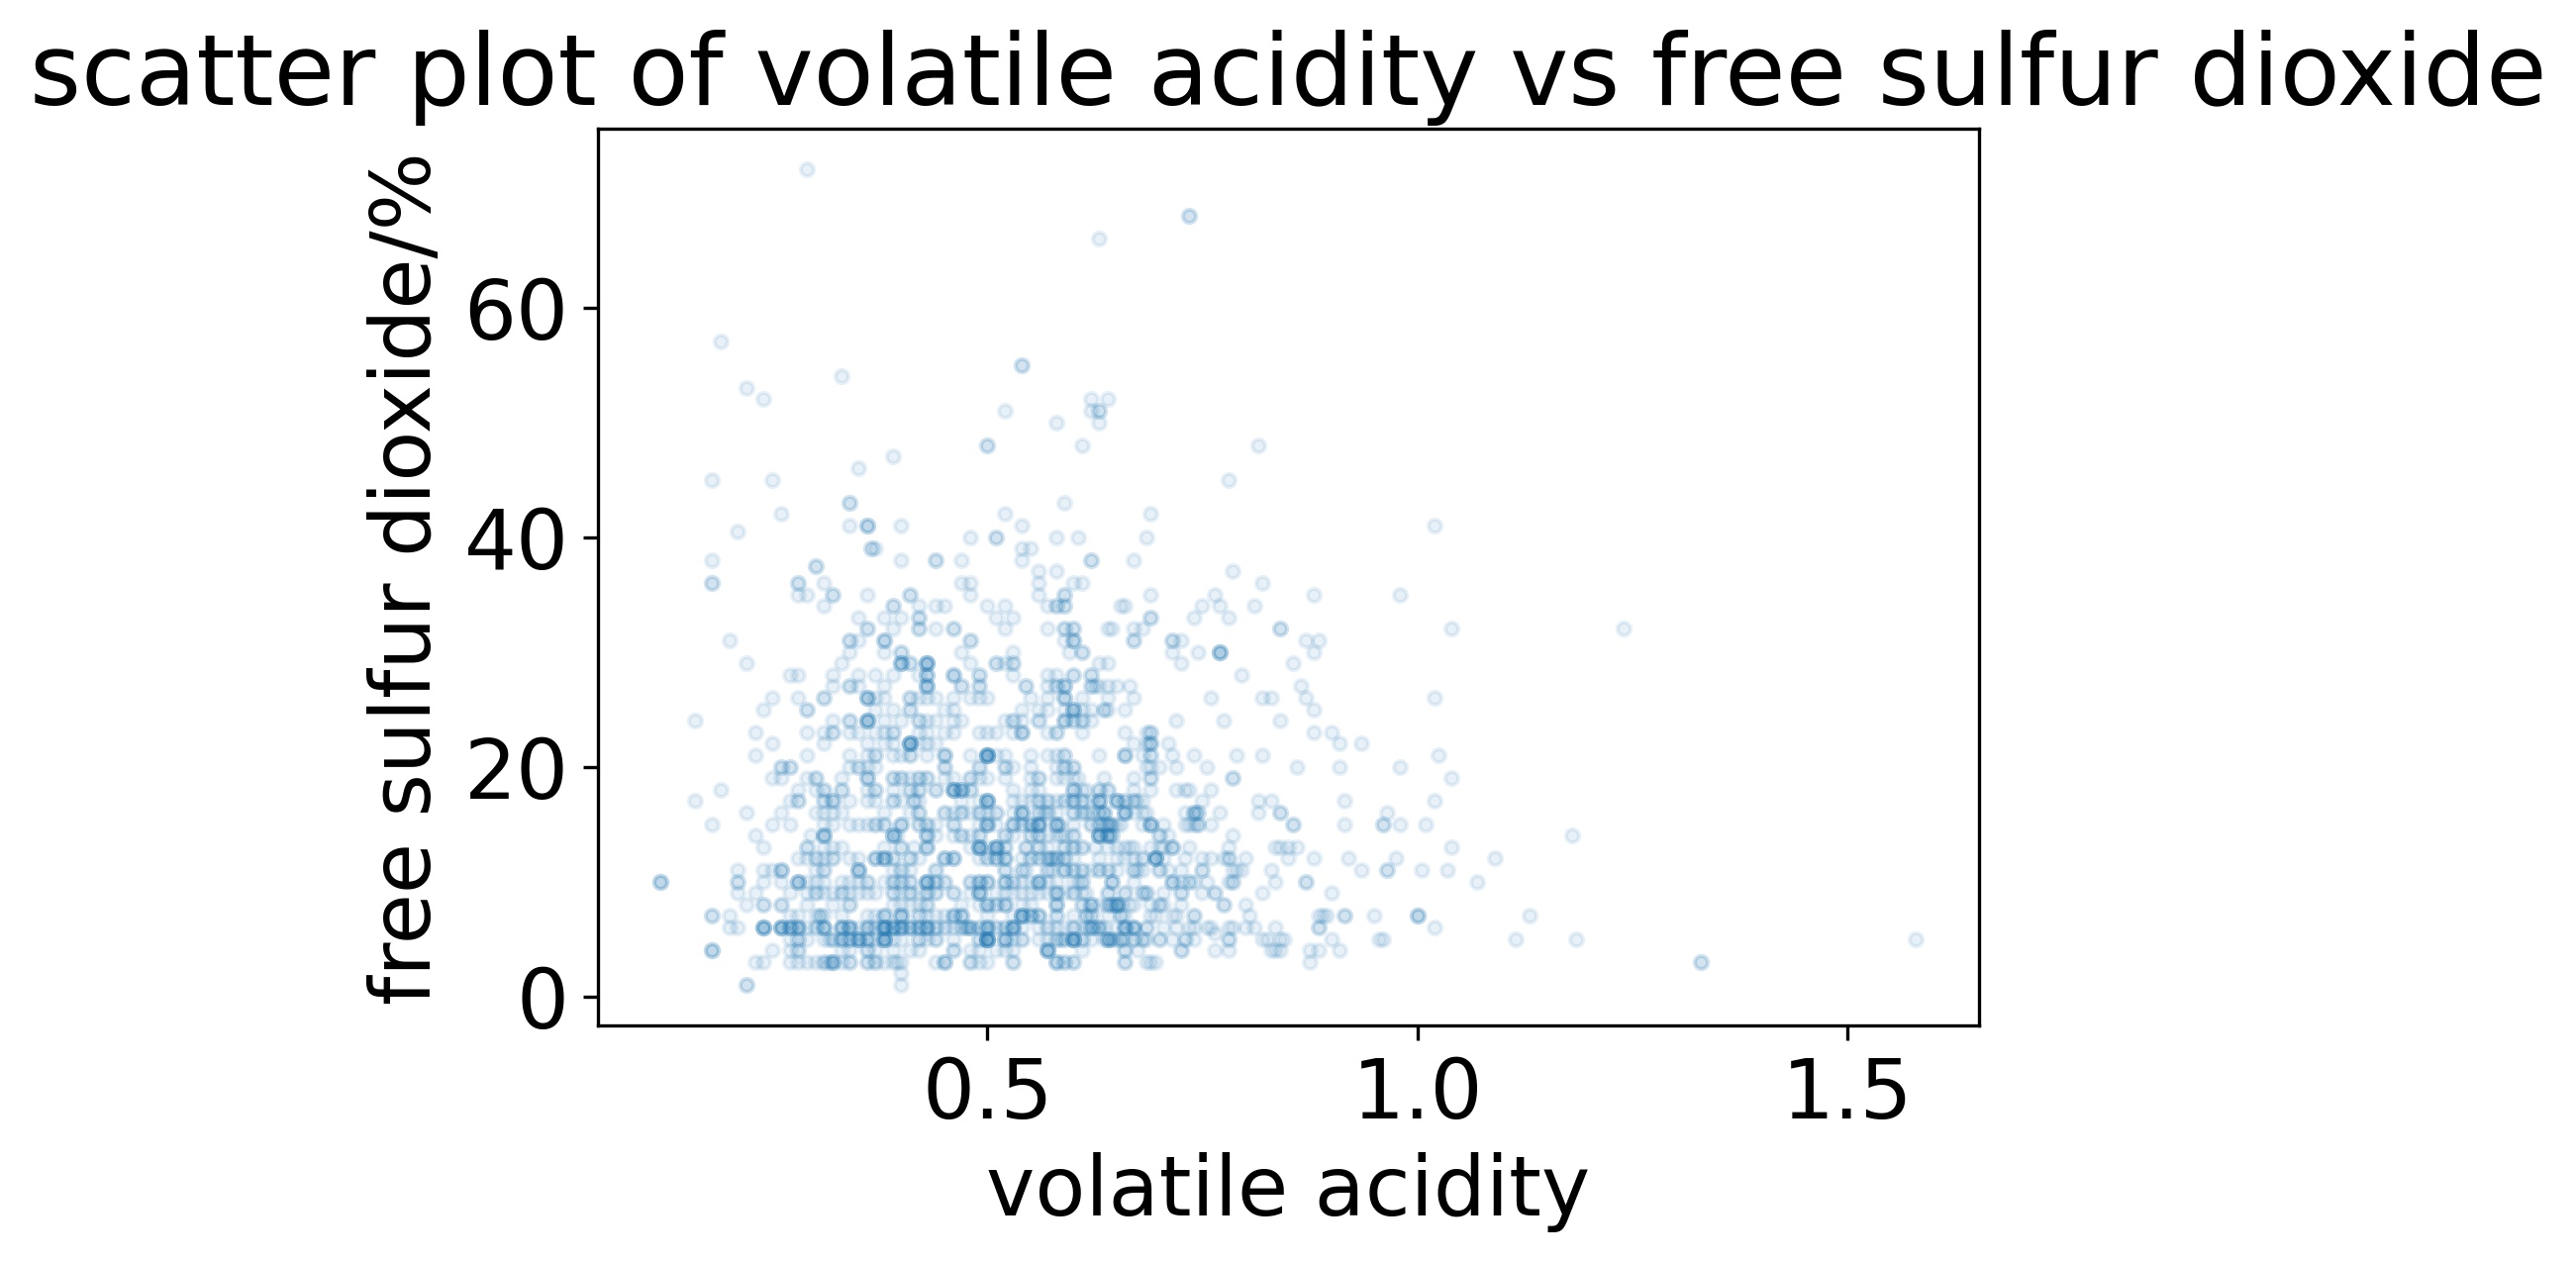 scatter plot of volatile acidity vs free sulfur dioxide
free sulfur dioxide/%
60
40
20
0
0.5 1.0 1.5
volatile acidity